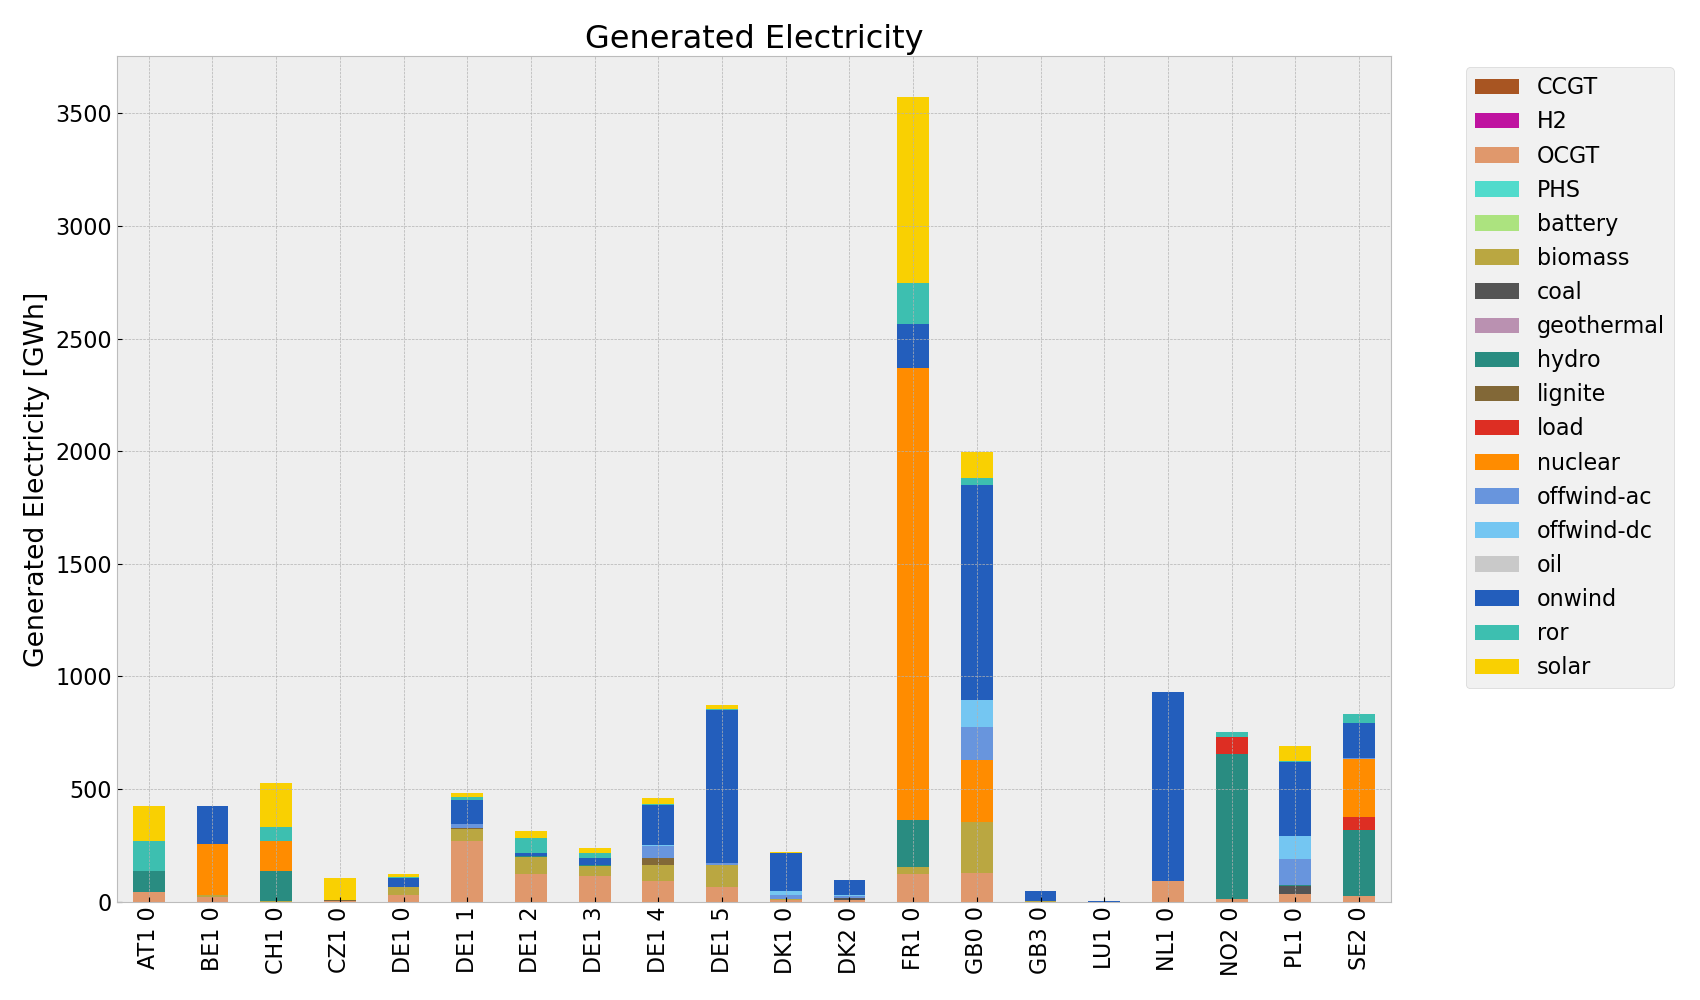 Generated Electricity
Generated Electricity [GWh]
3500
3000
2500
2000
1500
1000
500
0
AT1 0
BE1 0
CH1 0
CZ1 0
DE1 0
DE1 1
DE1 2
DE1 3
DE1 4
DE1 5
DK1 0
DK2 0
FR1 0
GB0 0
GB3 0
LU1 0
NL1 0
NO2 0
PL1 0
SE2 0
CCGT
H2
OCGT
PHS
battery
biomass
coal
geothermal
hydro
lignite
load
nuclear
offwind-ac
offwind-dc
oil
onwind
ror
solar